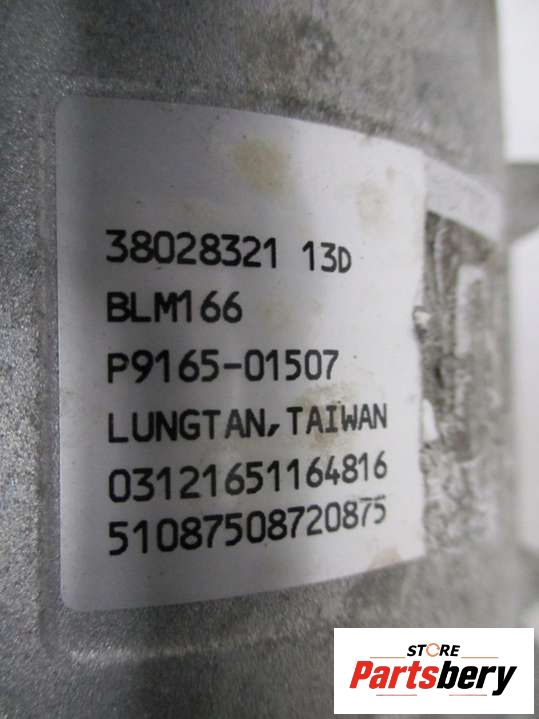 38028321 13D
BLM166
P9165-01507
LUNGTAN, TAIWAN
03121651164816
51087508720875
STORE
Partsbery